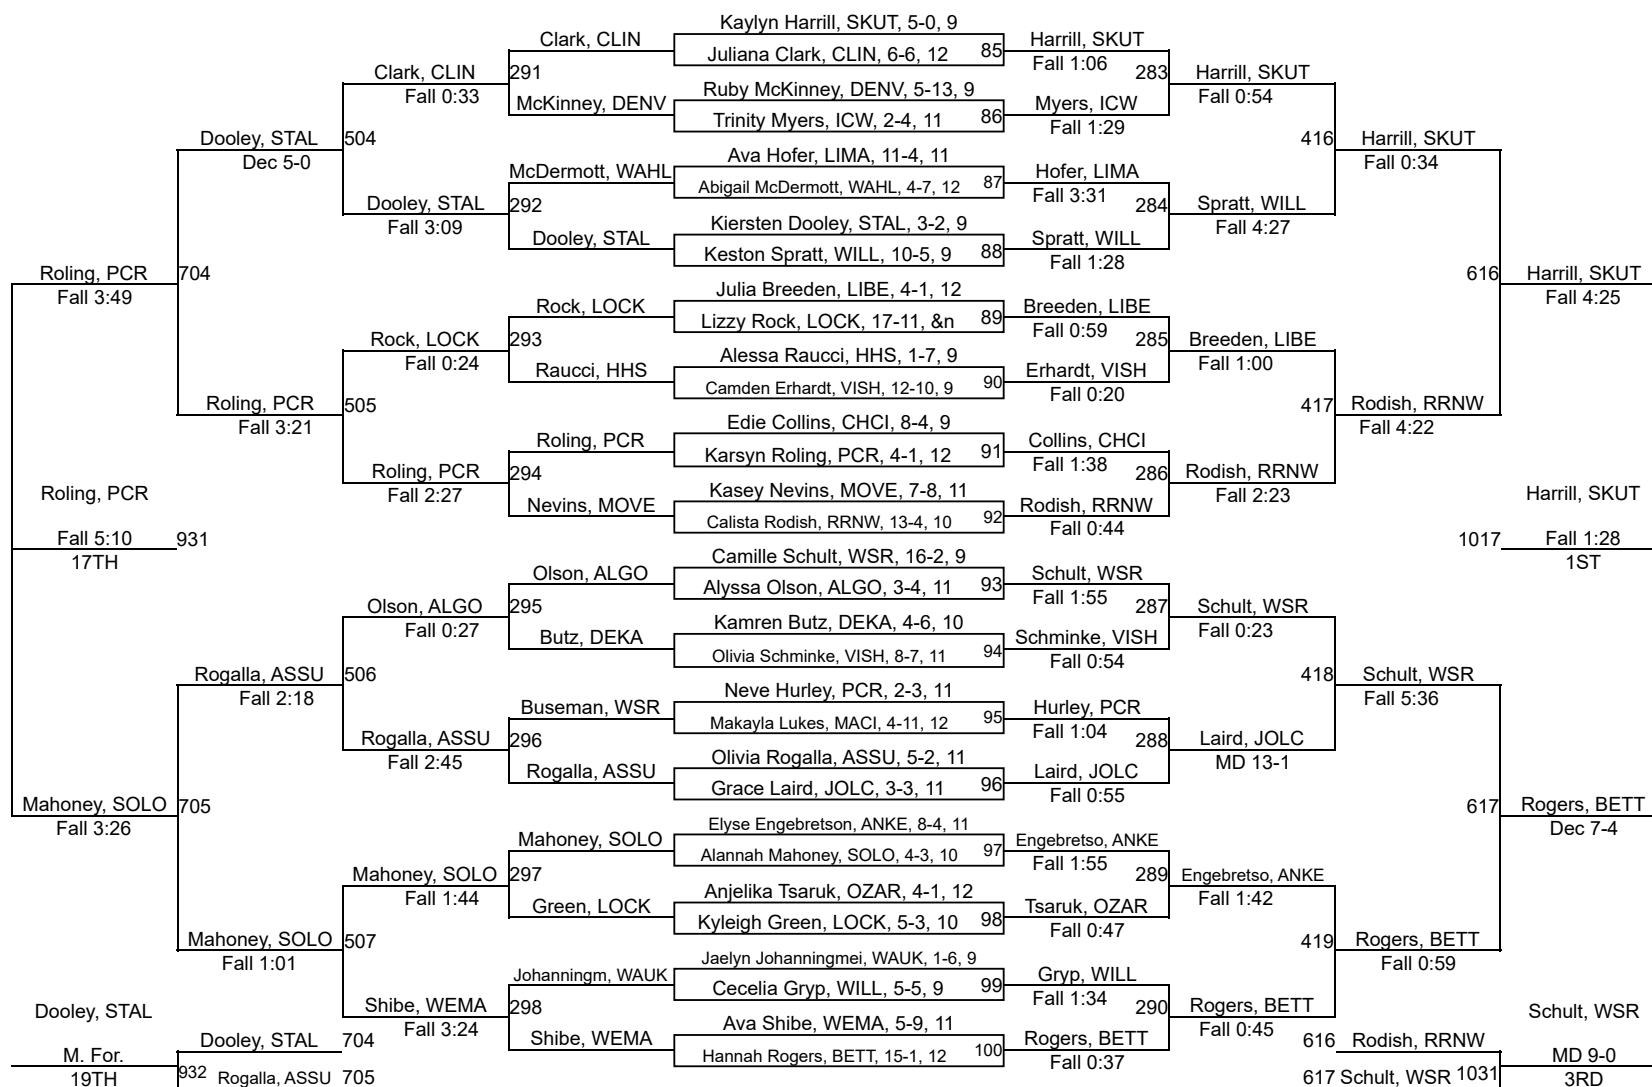 Kaylyn Harrill, SKUT, 5-0, 9
Clark, CLIN
Juliana Clark, CLIN, 6-6, 12
85
Harrill, SKUT
Fall 1:06
Clark, CLIN
291
283
Harrill, SKUT
Fall 0:33
Ruby McKinney, DENV, 5-13, 9
Fall 0:54
McKinney, DENV
Trinity Myers, ICW, 2-4, 11
86
Myers, ICW
Fall 1:29
Dooley, STAL
504
416
Harrill, SKUT
Dec 5-0
Ava Hofer, LIMA, 11-4, 11
Fall 0:34
McDermott, WAHL
Abigail McDermott, WAHL, 4-7, 12
87
Hofer, LIMA
Fall 3:31
Dooley, STAL
292
284
Spratt, WILL
Fall 3:09
Kiersten Dooley, STAL, 3-2, 9
Fall 4:27
Dooley, STAL
Keston Spratt, WILL, 10-5, 9
88
Spratt, WILL
Fall 1:28
Roling, PCR
704
616
Harrill, SKUT
Fall 3:49
Julia Breeden, LIBE, 4-1, 12
Fall 4:25
Rock, LOCK
Lizzy Rock, LOCK, 17-11, &n
89
Breeden, LIBE
Fall 0:59
Rock, LOCK
293
285
Breeden, LIBE
Fall 0:24
Alessa Raucci, HHS, 1-7, 9
Fall 1:00
Raucci, HHS
Camden Erhardt, VISH, 12-10, 9
90
Erhardt, VISH
Fall 0:20
Roling, PCR
505
417
Rodish, RRNW
Fall 3:21
Edie Collins, CHCI, 8-4, 9
Fall 4:22
Roling, PCR
Karsyn Roling, PCR, 4-1, 12
91
Collins, CHCI
Fall 1:38
Roling, PCR
294
286
Rodish, RRNW
Fall 2:27
Kasey Nevins, MOVE, 7-8, 11
Fall 2:23
Roling, PCR
Harrill, SKUT
Nevins, MOVE
Calista Rodish, RRNW, 13-4, 10
92
Rodish, RRNW
Fall 0:44
Fall 5:10
931
1017
Fall 1:28
17TH
Camille Schult, WSR, 16-2, 9
1ST
Olson, ALGO
Alyssa Olson, ALGO, 3-4, 11
93
Schult, WSR
Fall 1:55
Olson, ALGO
295
287
Schult, WSR
Fall 0:27
Kamren Butz, DEKA, 4-6, 10
Fall 0:23
Butz, DEKA
Olivia Schminke, VISH, 8-7, 11
94
Schminke, VISH
Fall 0:54
Rogalla, ASSU
506
418
Schult, WSR
Fall 2:18
Neve Hurley, PCR, 2-3, 11
Fall 5:36
Buseman, WSR
Makayla Lukes, MACI, 4-11, 12
95
Hurley, PCR
Fall 1:04
Rogalla, ASSU
296
288
Laird, JOLC
Fall 2:45
Olivia Rogalla, ASSU, 5-2, 11
MD 13-1
Rogalla, ASSU
Grace Laird, JOLC, 3-3, 11
96
Laird, JOLC
Fall 0:55
Mahoney, SOLO
705
617
Rogers, BETT
Fall 3:26
Elyse Engebretson, ANKE, 8-4, 11
Dec 7-4
Mahoney, SOLO
Alannah Mahoney, SOLO, 4-3, 10
97
Engebretso, ANKE
Fall 1:55
Mahoney, SOLO
297
289
Engebretso, ANKE
Fall 1:44
Anjelika Tsaruk, OZAR, 4-1, 12
Fall 1:42
Green, LOCK
Kyleigh Green, LOCK, 5-3, 10
98
Tsaruk, OZAR
Fall 0:47
Mahoney, SOLO
507
419
Rogers, BETT
Fall 1:01
Jaelyn Johanningmei, WAUK, 1-6, 9
Fall 0:59
Johanningm, WAUK
Cecelia Gryp, WILL, 5-5, 9
99
Gryp, WILL
Fall 1:34
Shibe, WEMA
298
290
Rogers, BETT
Fall 3:24
Ava Shibe, WEMA, 5-9, 11
Fall 0:45
Dooley, STAL
Schult, WSR
Shibe, WEMA
Hannah Rogers, BETT, 15-1, 12
100
Rogers, BETT
Fall 0:37
Dooley, STAL
704
616
Rodish, RRNW
M. For.
MD 9-0
19TH
932
Rogalla, ASSU
705
617
Schult, WSR
1031
3RD